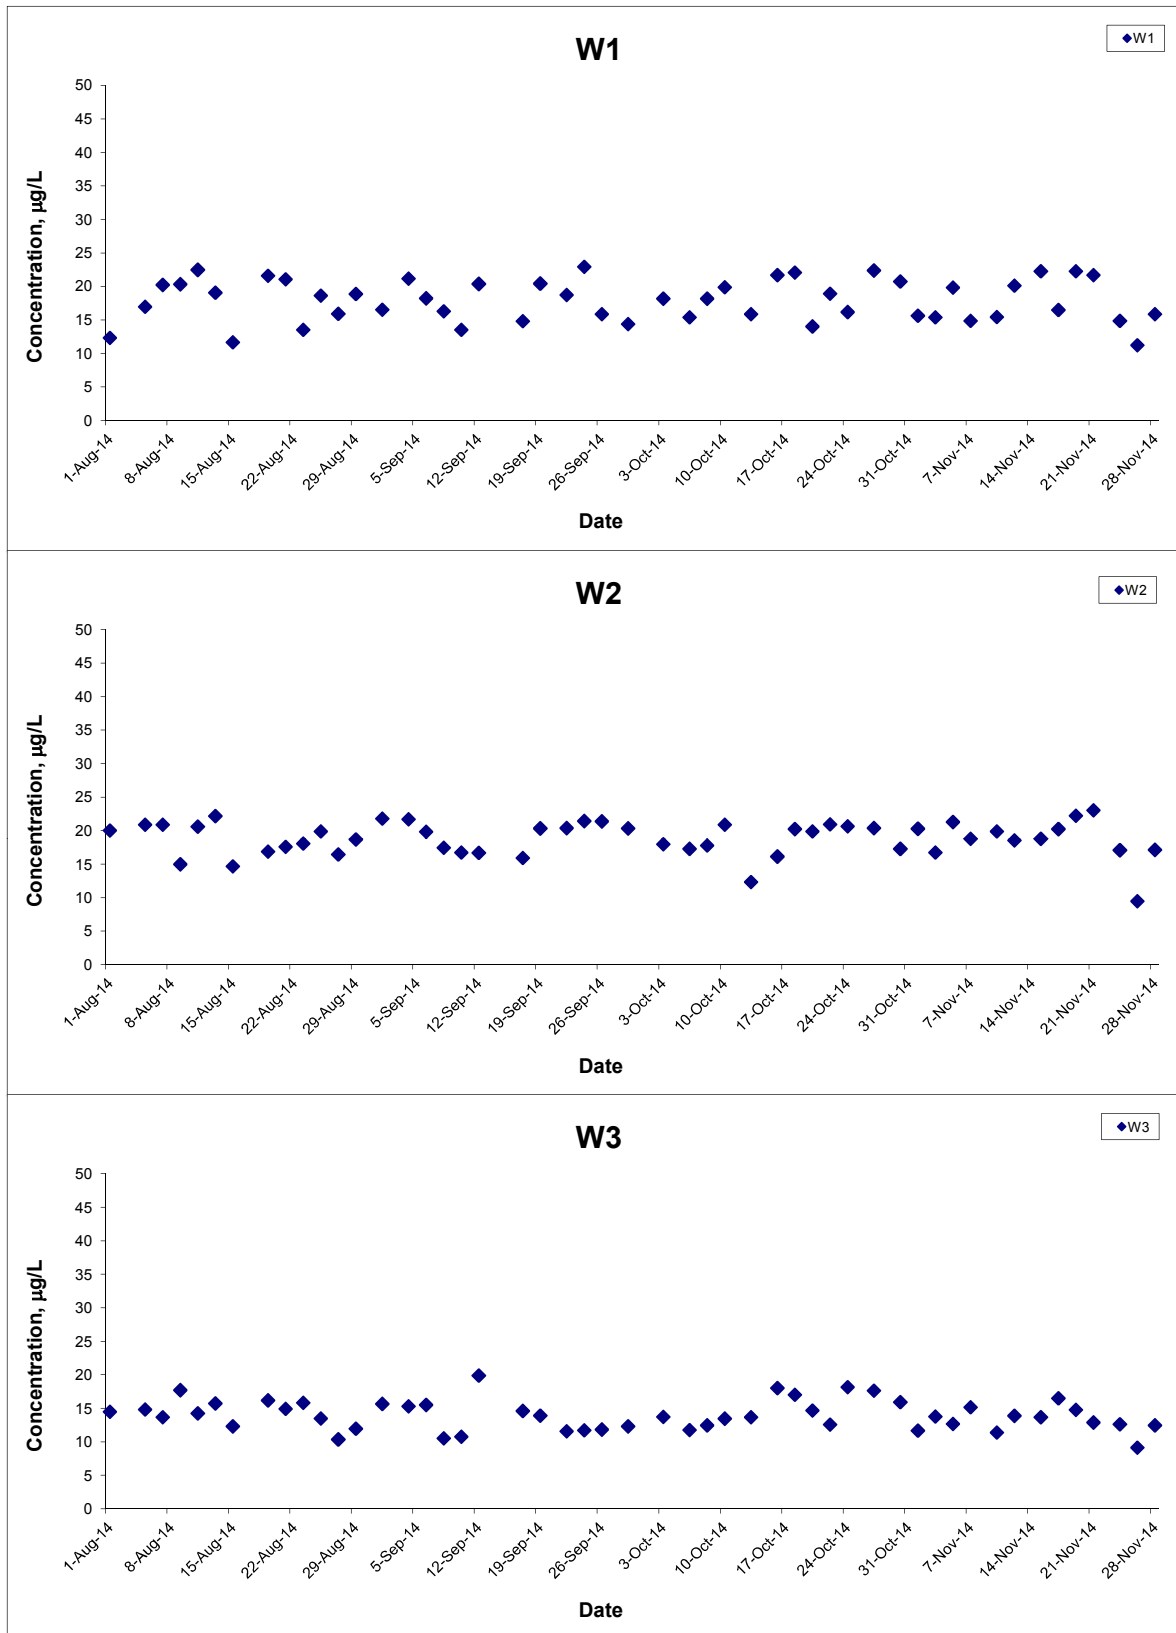 W1
W1
50
45
40
35
30
25
20
15
10
5
0
Concentration, µg/L
1-Aug-14
8-Aug-14
15-Aug-14
22-Aug-14
29-Aug-14
5-Sep-14
12-Sep-14
19-Sep-14
26-Sep-14
3-Oct-14
10-Oct-14
17-Oct-14
24-Oct-14
31-Oct-14
7-Nov-14
14-Nov-14
21-Nov-14
28-Nov-14
Date
W2
W2
50
45
40
35
30
25
20
15
10
5
0
Concentration, µg/L
1-Aug-14
8-Aug-14
15-Aug-14
22-Aug-14
29-Aug-14
5-Sep-14
12-Sep-14
19-Sep-14
26-Sep-14
3-Oct-14
10-Oct-14
17-Oct-14
24-Oct-14
31-Oct-14
7-Nov-14
14-Nov-14
21-Nov-14
28-Nov-14
Date
W3
W3
50
45
40
35
30
25
20
15
10
5
0
Concentration, µg/L
1-Aug-14
8-Aug-14
15-Aug-14
22-Aug-14
29-Aug-14
5-Sep-14
12-Sep-14
19-Sep-14
26-Sep-14
3-Oct-14
10-Oct-14
17-Oct-14
24-Oct-14
31-Oct-14
7-Nov-14
14-Nov-14
21-Nov-14
28-Nov-14
Date